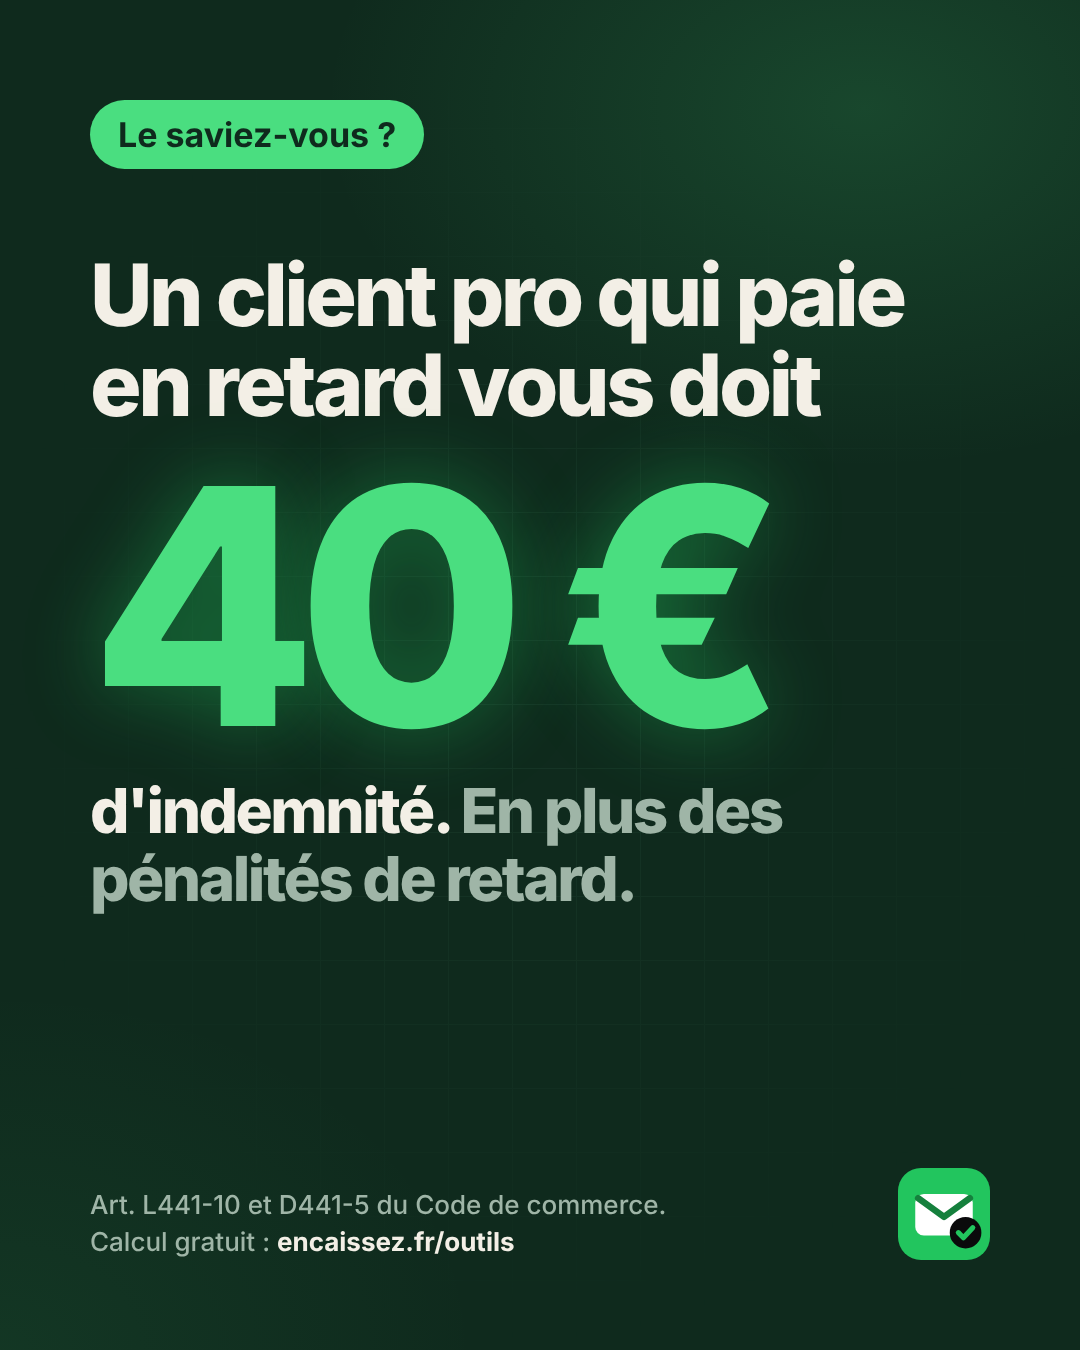 Le saviez-vous ?
Un client pro qui paie
en retard vous doit
40 €
d'indemnité. En plus des
pénalités de retard.
Art. L441-10 et D441-5 du Code de commerce.
Calcul gratuit : encaissez.fr/outils